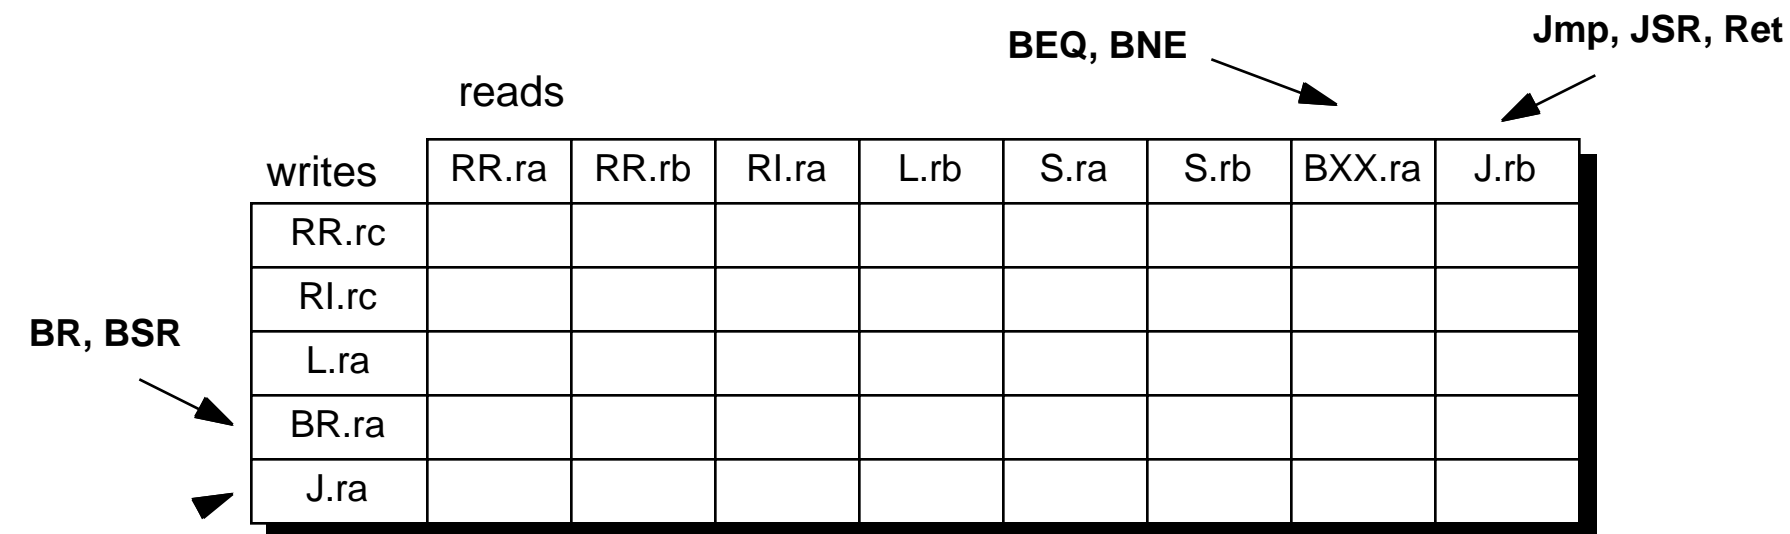 Jmp, JSR, Ret
BEQ, BNE
reads
writes RR.ra RR.rb RI.ra L.rb S.ra S.rb BXX.ra J.rb
RR.rc
RI.rc
BR, BSR
L.ra
BR.ra
J.ra